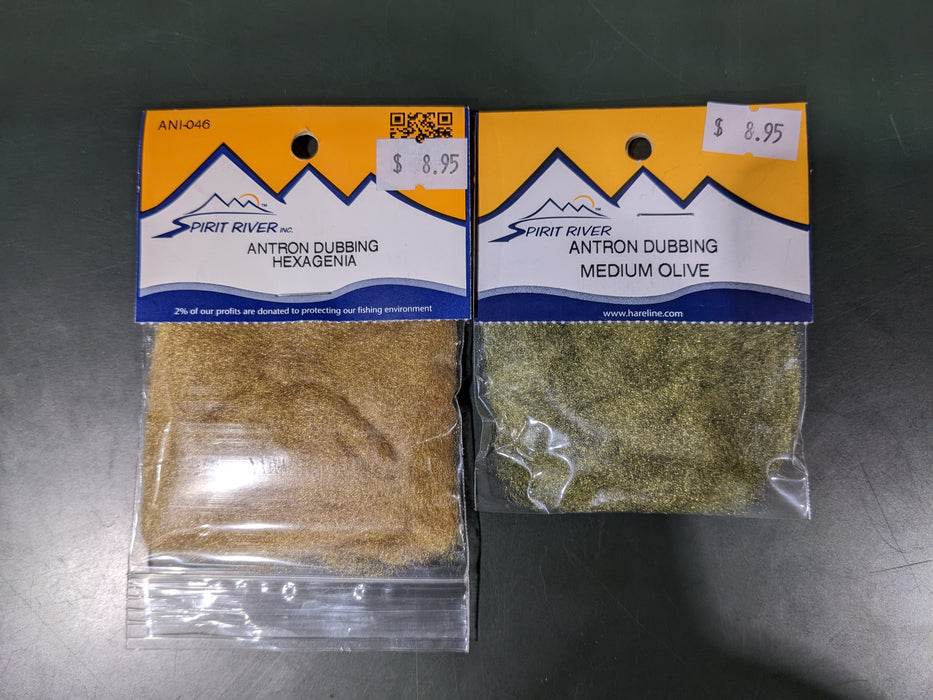 ANI-046
$ 8.95
SPIRIT RIVER INC.
ANTRON DUBBING
HEXAGENIA
2% of our profits are donated to protecting our fishing environment
$ 8.95
SPIRIT RIVER
ANTRON DUBBING
MEDIUM OLIVE
www.hareline.com